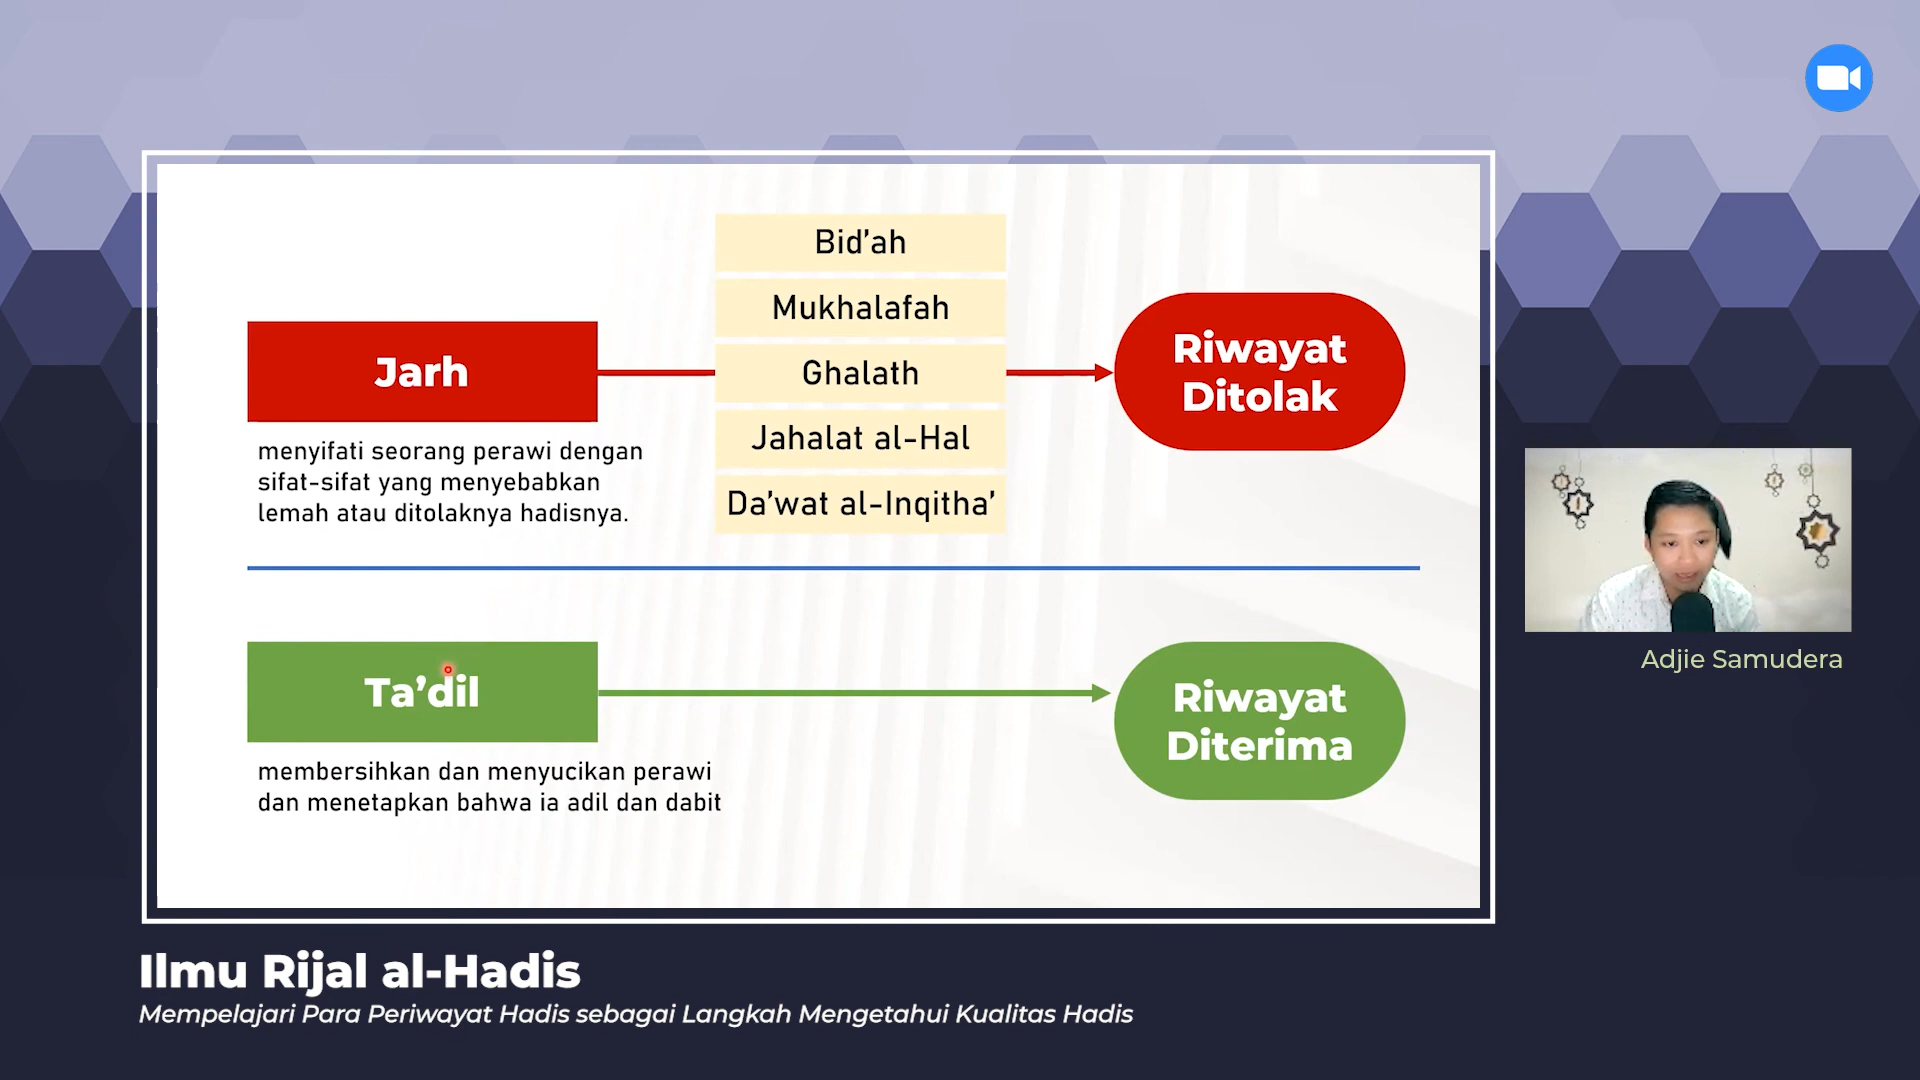 Bid’ah
Mukhalafah
Jarh
Ghalath
Riwayat
Ditolak
Jahalat al-Hal
Da’wat al-Inqitha’
menyifati seorang perawi dengan
sifat-sifat yang menyebabkan
lemah atau ditolaknya hadisnya.
Ta’dil
Riwayat
Diterima
membersihkan dan menyucikan perawi
dan menetapkan bahwa ia adil dan dabit
Adjie Samudera
Ilmu Rijal al-Hadis
Mempelajari Para Periwayat Hadis sebagai Langkah Mengetahui Kualitas Hadis